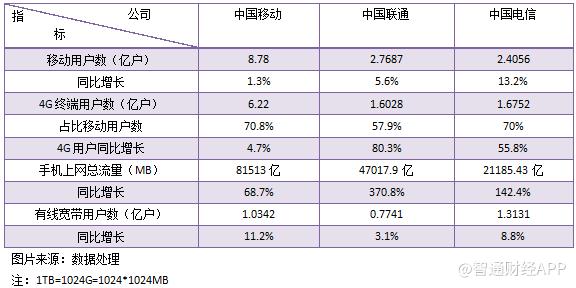 指 标 公司 中国移动 中国联通 中国电信
移动用户数（亿户） 8.78 2.7687 2.4056
同比增长 1.3% 5.6% 13.2%
4G终端用户数（亿户） 6.22 1.6028 1.6752
占比移动用户数 70.8% 57.9% 70%
4G用户同比增长 4.7% 80.3% 55.8%
手机上网总流量（MB） 81513 亿 47017.9 亿 21185.43 亿
同比增长 68.7% 370.8% 142.4%
有线宽带用户数（亿户） 1.0342 0.7741 1.3131
同比增长 11.2% 3.1% 8.8%
图片来源：数据处理
注：1TB=1024G=1024*1024MB
@智通财经APP